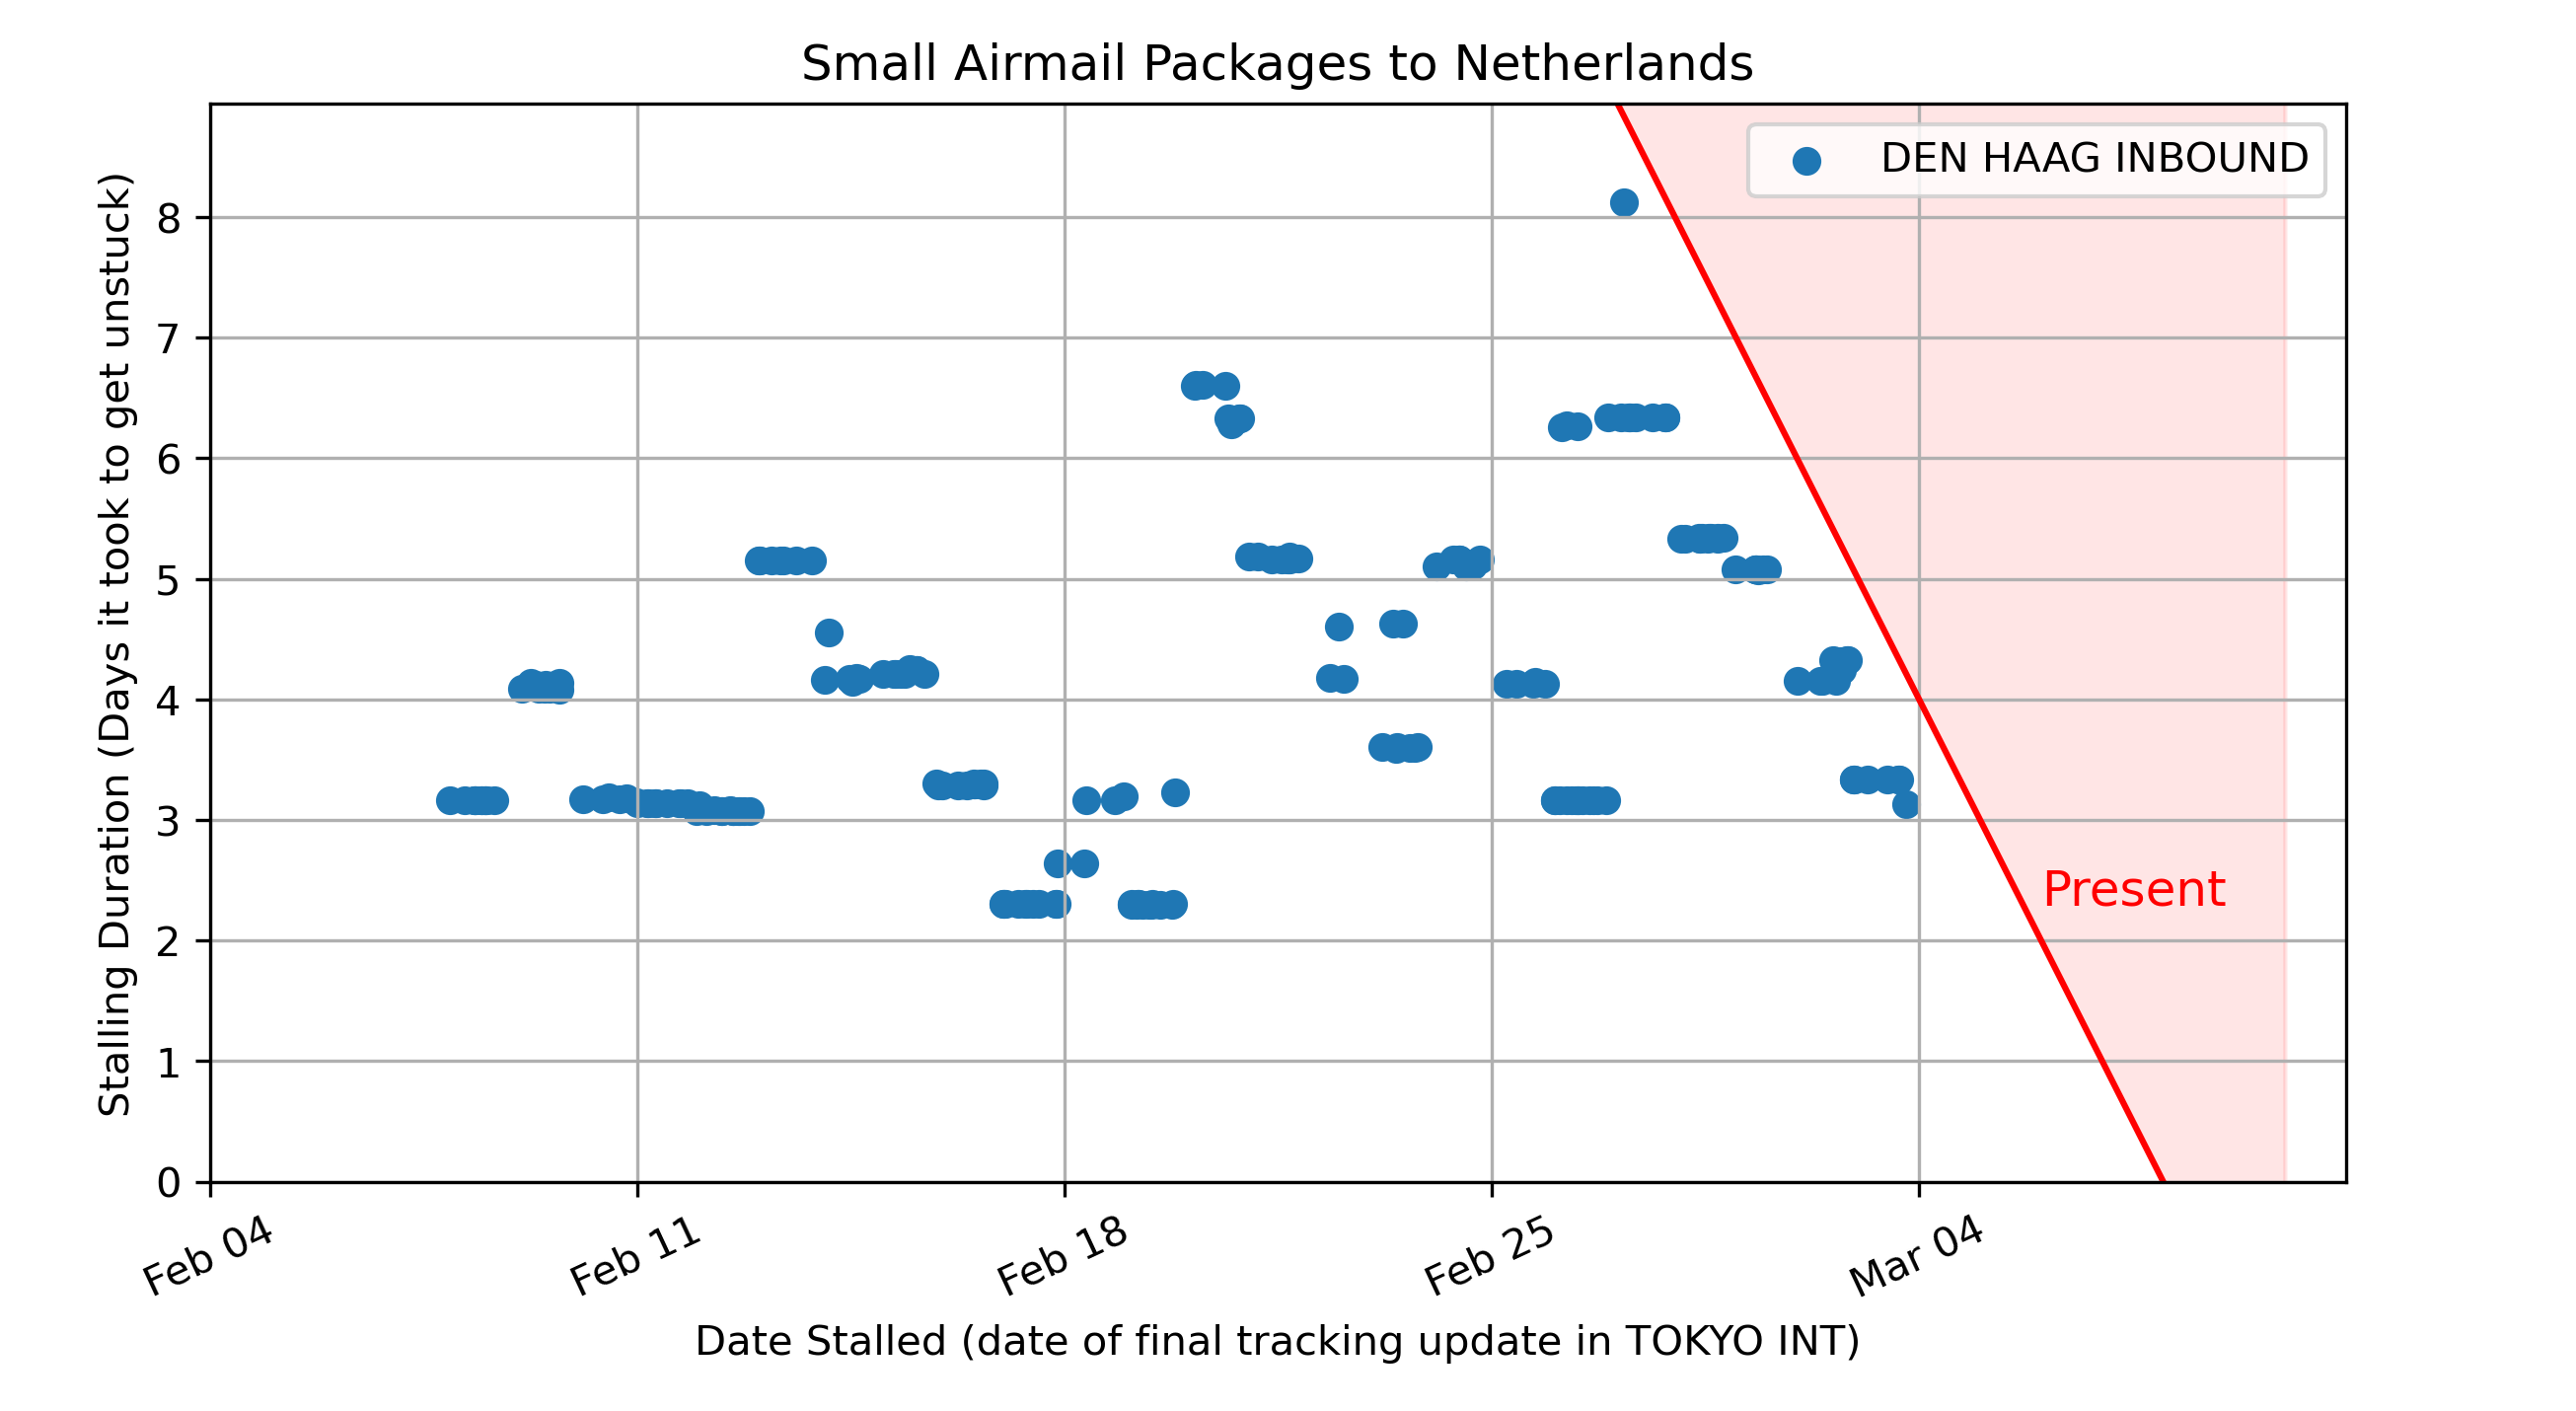 Small Airmail Packages to Netherlands
DEN HAAG INBOUND
Stalling Duration (Days it took to get unstuck)
8
7
6
5
4
3
2
1
0
Present
Feb 04
Feb 11
Feb 18
Feb 25
Mar 04
Date Stalled (date of final tracking update in TOKYO INT)